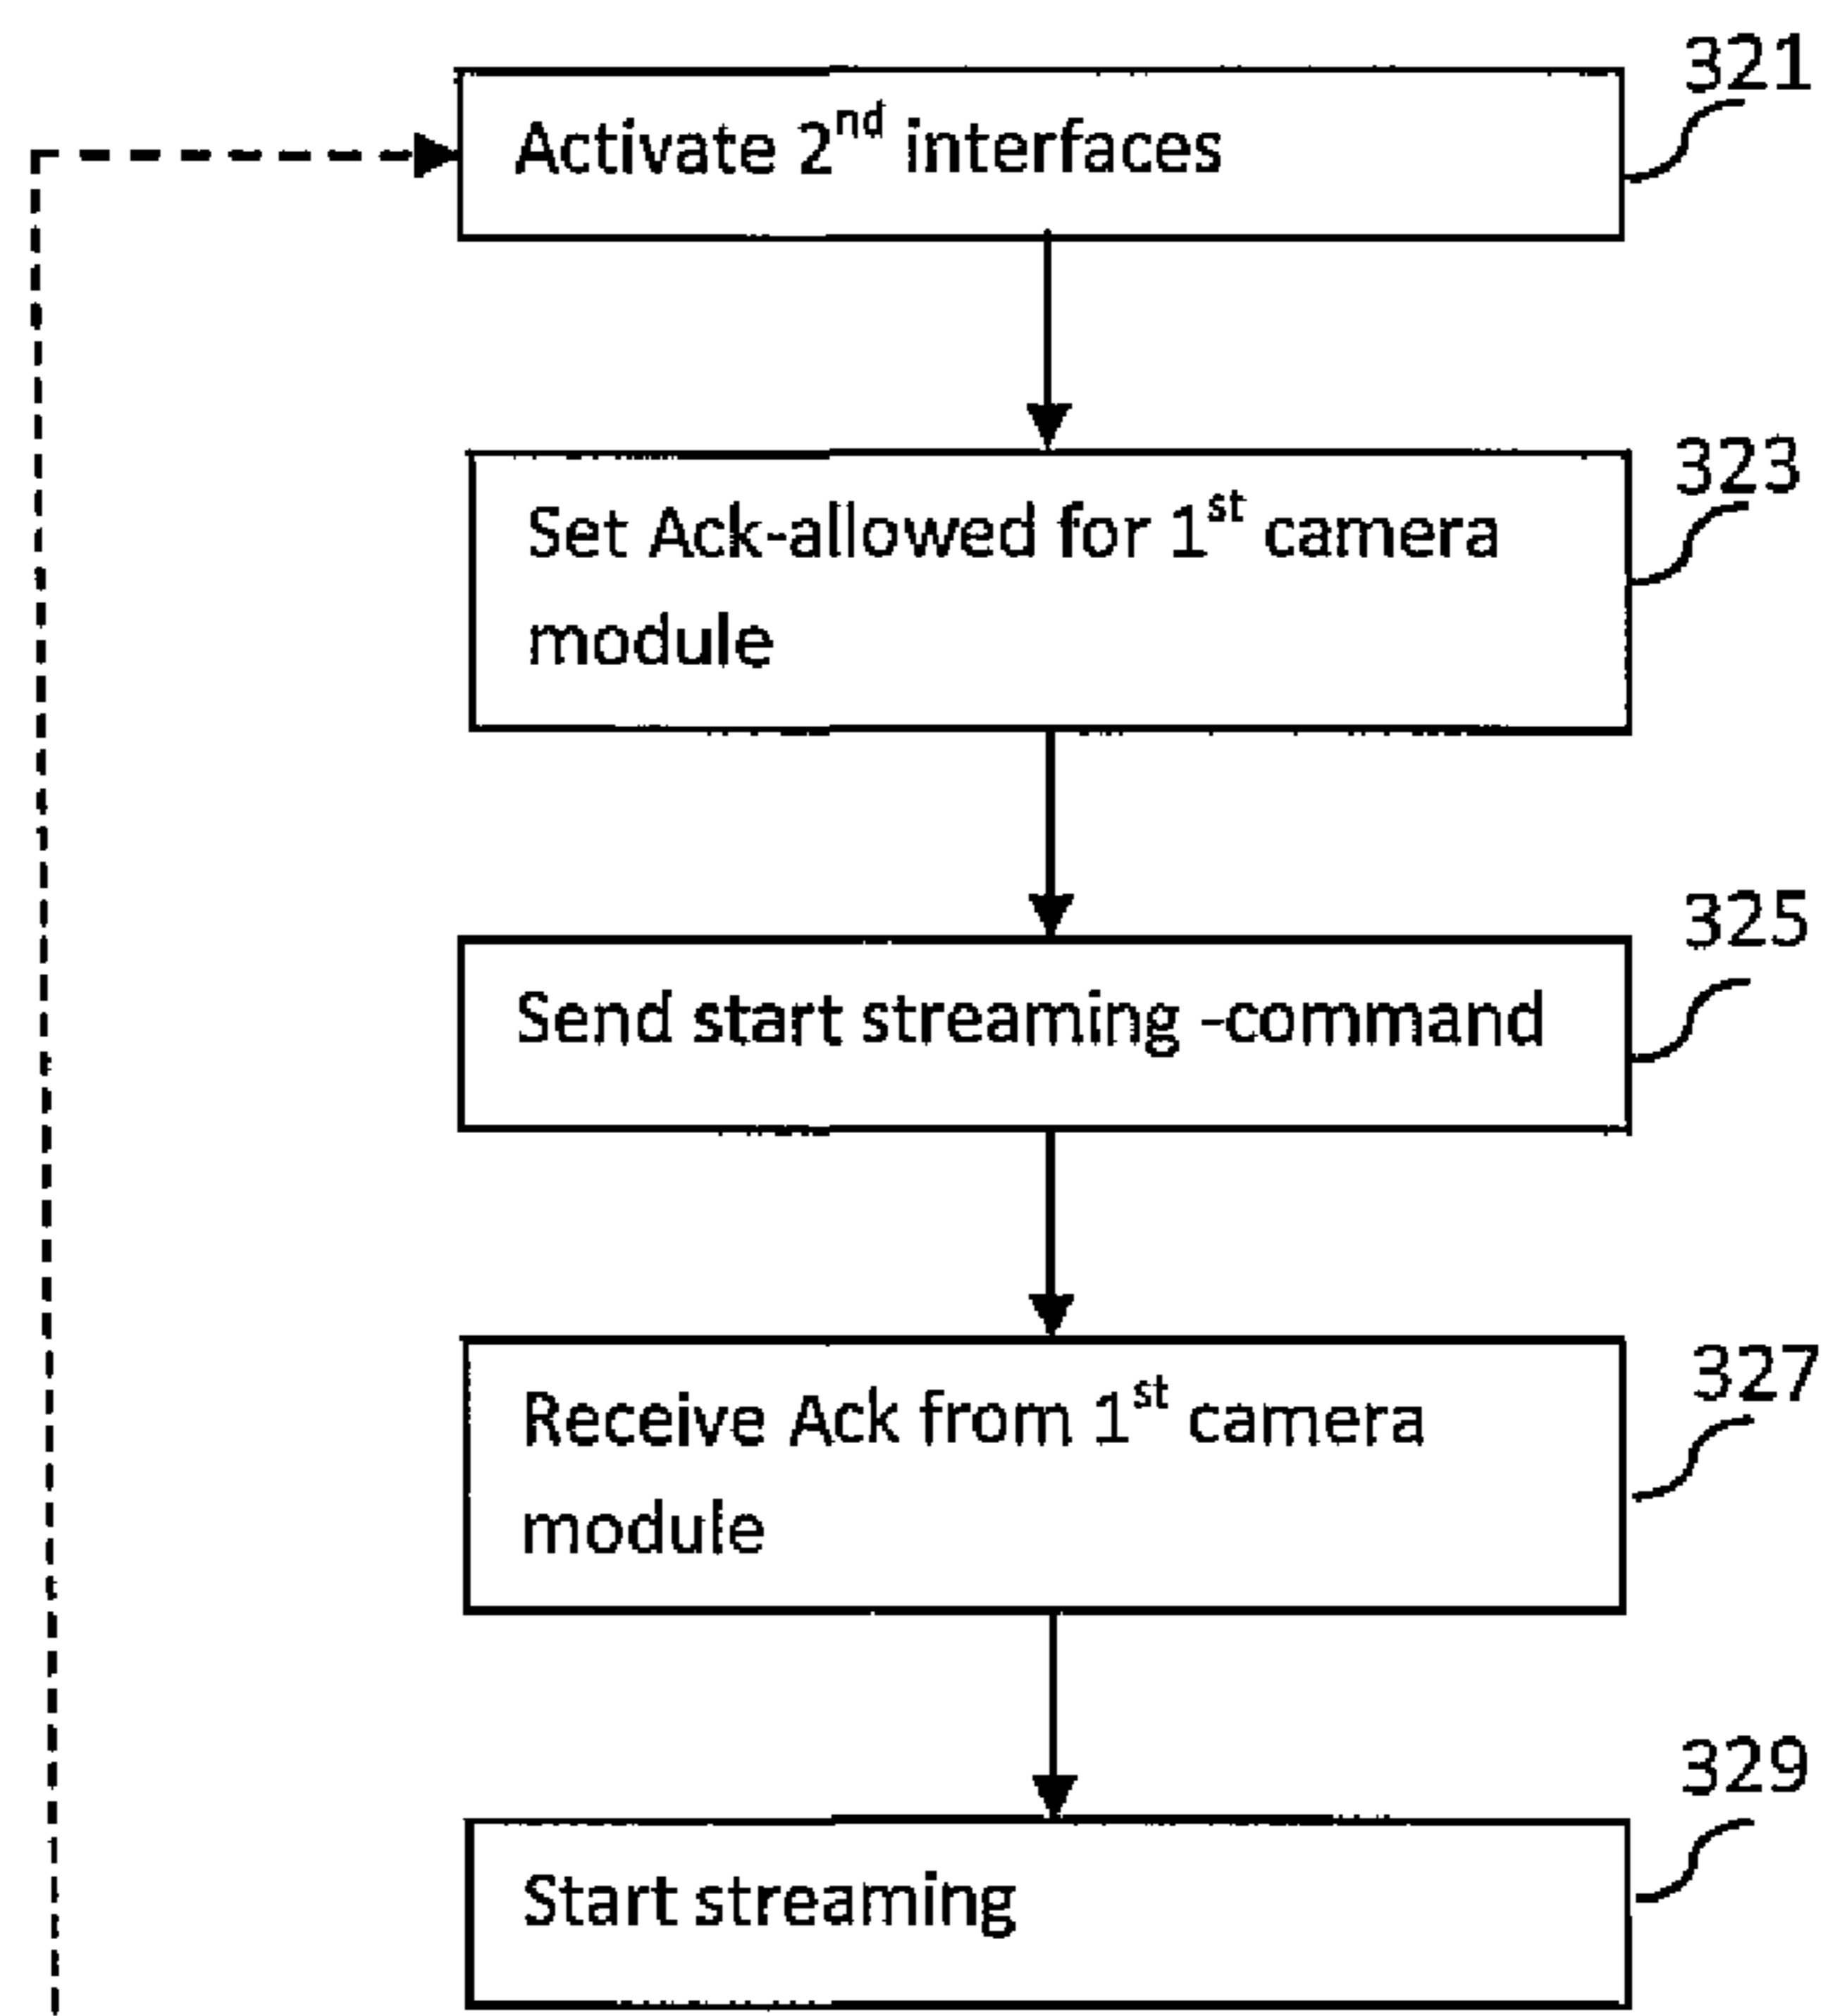 321
Activate 2nd interfaces
323
Set Ack-allowed for 1st camera
module
325
Send start streaming -command
327
Receive Ack from 1st camera
module
329
Start streaming